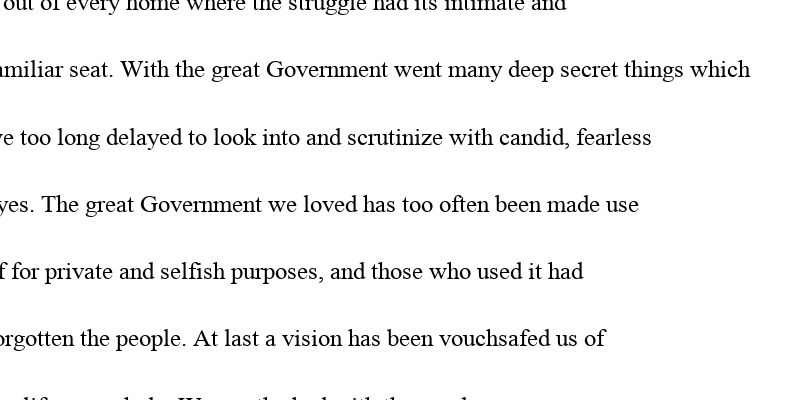 out of every home where the struggle had its intimate and
amiliar seat. With the great Government went many deep secret things which
e too long delayed to look into and scrutinize with candid, fearless
yes. The great Government we loved has too often been made use
f for private and selfish purposes, and those who used it had
orgotten the people. At last a vision has been vouchsafed us of